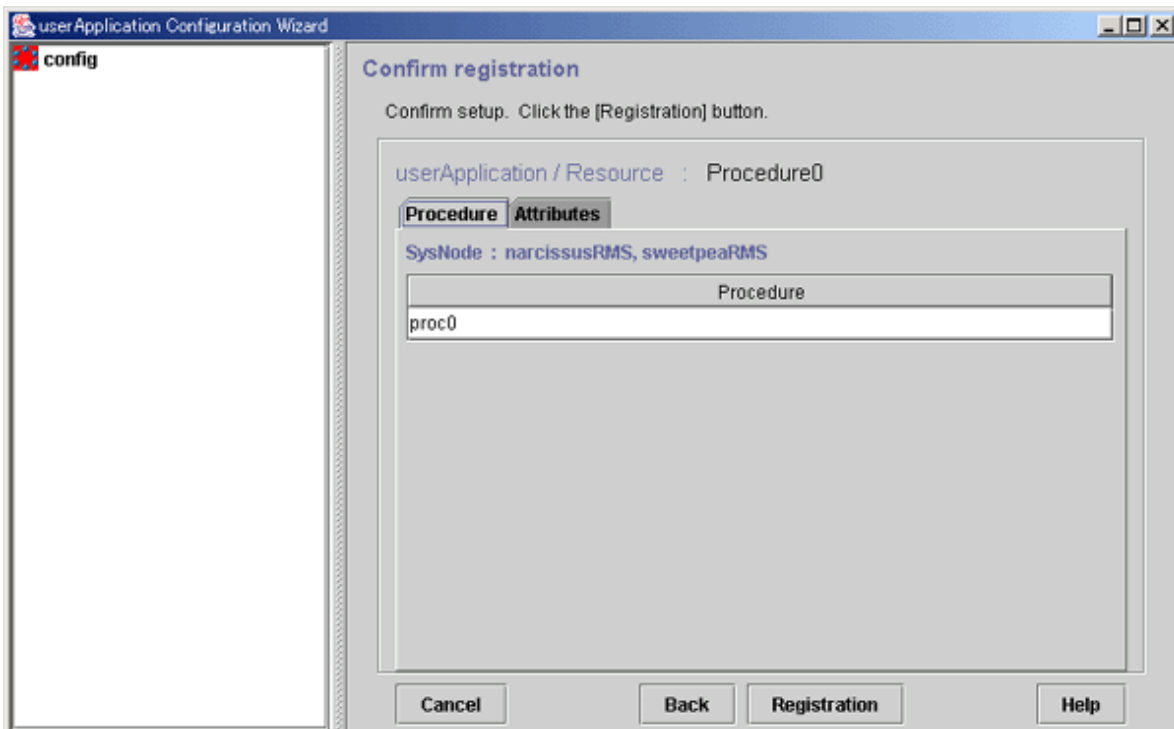 userApplication Configuration Wizard
config
Confirm registration
Confirm setup. Click the [Registration] button.
userApplication / Resource : Procedure0
Procedure Attributes
SysNode : narcissusRMS, sweetpeaRMS
Procedure
proc0
Cancel Back Registration Help